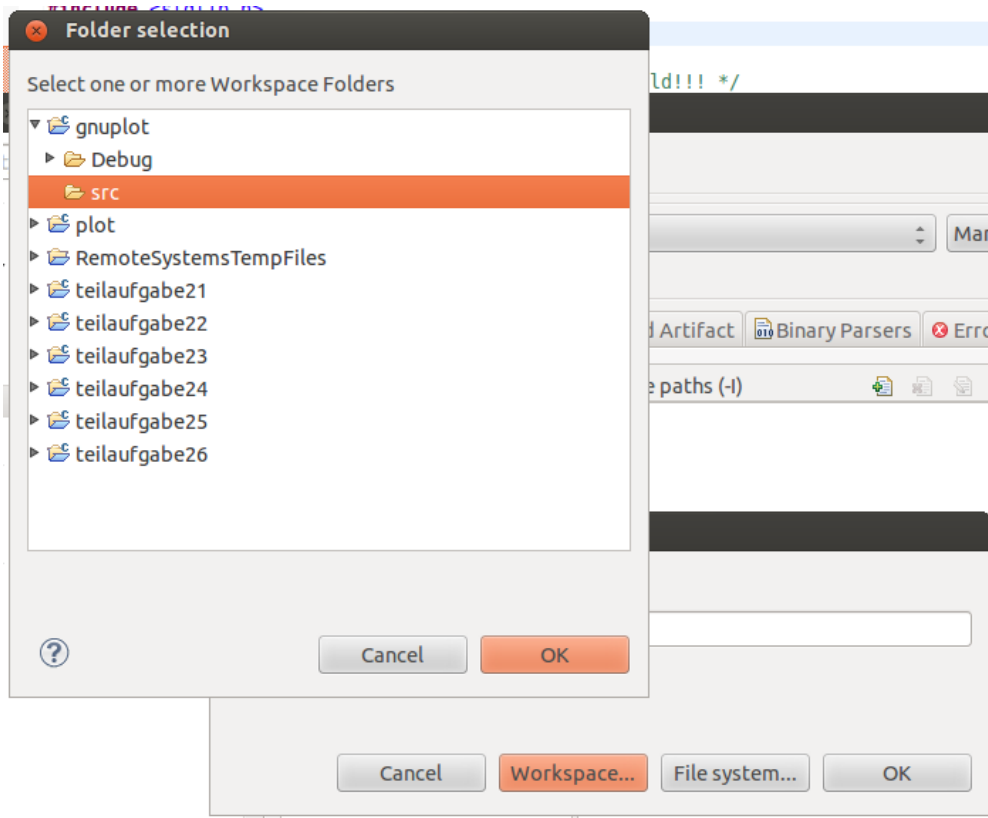 Folder selection
Select one or more Workspace Folders
ld!!! */
gnuplot
Debug
src
plot
Mar
RemoteSystemsTempFiles
teilaufgabe21
teilaufgabe22
d Artifact
Binary Parsers
Erro
teilaufgabe23
teilaufgabe24
e paths (-I)
teilaufgabe25
teilaufgabe26
Cancel
OK
Cancel
Workspace...
File system...
OK